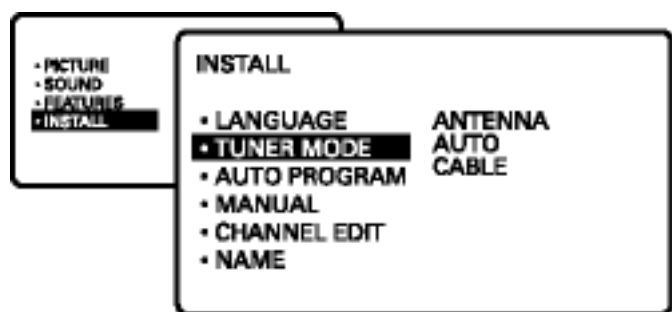 • PICTURE
• SOUND
• FEATURES
• INSTALL
INSTALL
• LANGUAGE
• TUNER MODE ANTENNA
• AUTO PROGRAM AUTO
• MANUAL CABLE
• CHANNEL EDIT
• NAME